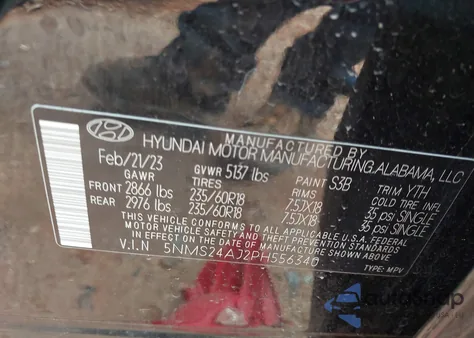 MANUFACTURED BY
HYUNDAI MOTOR MANUFACTURING ALABAMA, LLC
Feb/21/23 GVWR 5137 lbs PAINT S3B TRIM YTH
GAWR TIRES RIMS COLD TIRE INFL
FRONT 2866 lbs 235/60R18 7.5JX18 35 psi SINGLE
REAR 2976 lbs 235/60R18 7.5JX18 35 psi SINGLE
THIS VEHICLE CONFORMS TO ALL APPLICABLE FEDERAL
MOTOR VEHICLE SAFETY AND BUMPER STANDARDS IN
EFFECT ON THE DATE OF MANUFACTURE SHOWN ABOVE.
V.I.N 5NMS24AJ2PH556340 TYPE: MPV